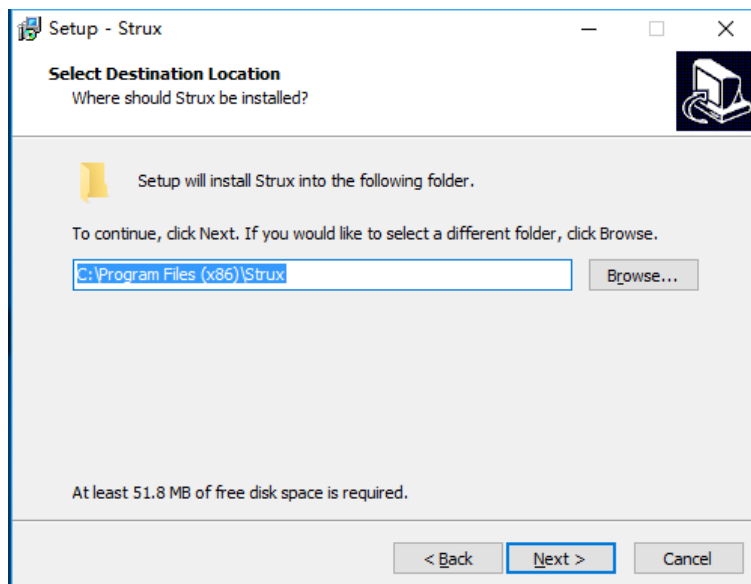 Setup - Strux
Select Destination Location
Where should Strux be installed?
Setup will install Strux into the following folder.
To continue, click Next. If you would like to select a different folder, click Browse.
C:\Program Files (x86)\Strux
Browse...
At least 51.8 MB of free disk space is required.
< Back
Next >
Cancel